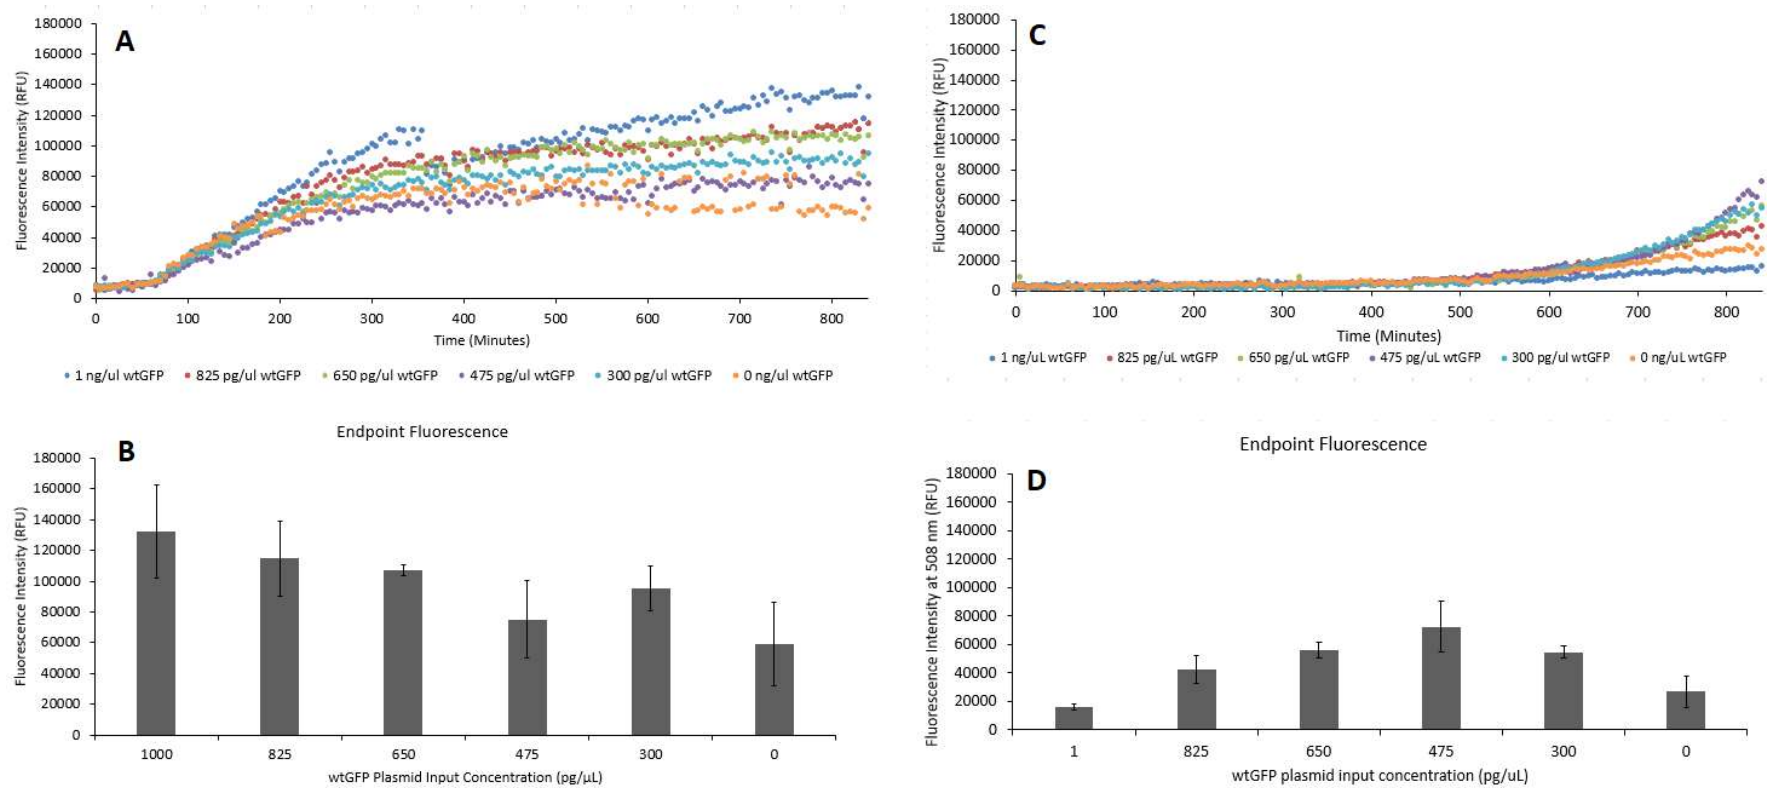 A
180000
160000
140000
120000
100000
80000
60000
40000
20000
0
Fluorescence Intensity (RFU)
0 100 200 300 400 500 600 700 800
Time (Minutes)
1 ng/ul wtGFP 825 pg/ul wtGFP 650 pg/ul wtGFP 475 pg/ul wtGFP 300 pg/ul wtGFP 0 ng/ul wtGFP
Endpoint Fluorescence
B
180000
160000
140000
120000
100000
80000
60000
40000
20000
0
Fluorescence Intensity (RFU)
1000 825 650 475 300 0
wtGFP Plasmid Input Concentration (pg/µL)
C
180000
160000
140000
120000
100000
80000
60000
40000
20000
0
Fluorescence Intensity (RFU)
0 100 200 300 400 500 600 700 800
Time (Minutes)
1 ng/uL wtGFP 825 pg/uL wtGFP 650 pg/uL wtGFP 475 pg/uL wtGFP 300 pg/uL wtGFP 0 ng/uL wtGFP
Endpoint Fluorescence
D
180000
160000
140000
120000
100000
80000
60000
40000
20000
0
Fluorescence Intensity at 508 nm (RFU)
1 825 650 475 300 0
wtGFP plasmid input concentration (pg/uL)